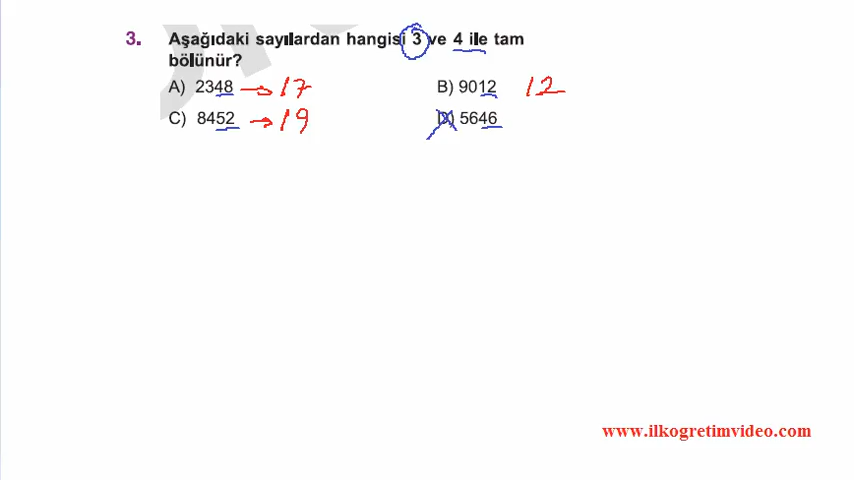 3. Aşağıdaki sayılardan hangisi 3 ve 4 ile tam
bölünür?
A) 2348 → 17 B) 9012 12
C) 8452 → 19 D) 5646
www.ilkogretimvideo.com